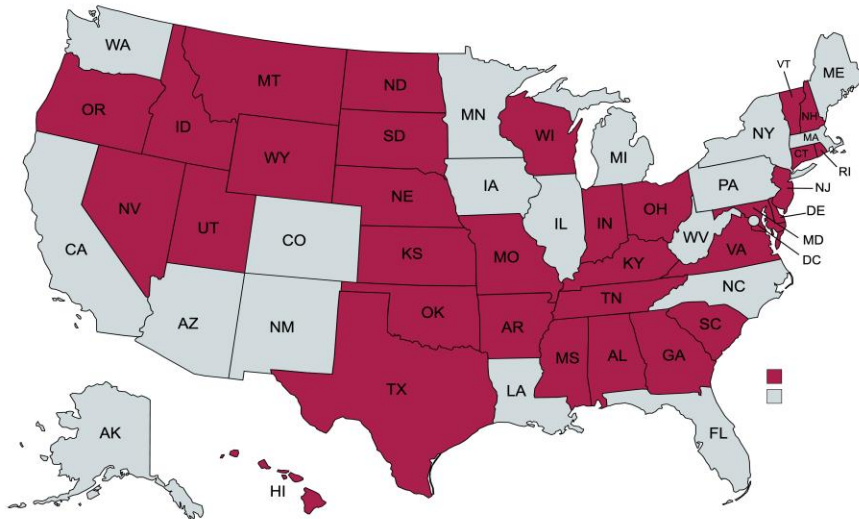 WA
MT
ND
MN
VT
ME
OR
ID
SD
WI
NH
NY
MA
WY
MI
CT
RI
NE
IA
PA
NJ
NV
UT
CO
IL
IN
OH
DE
CA
KS
MO
WV
VA
MD
KY
DC
AZ
NM
OK
AR
TN
NC
SC
TX
MS
AL
GA
LA
FL
AK
HI